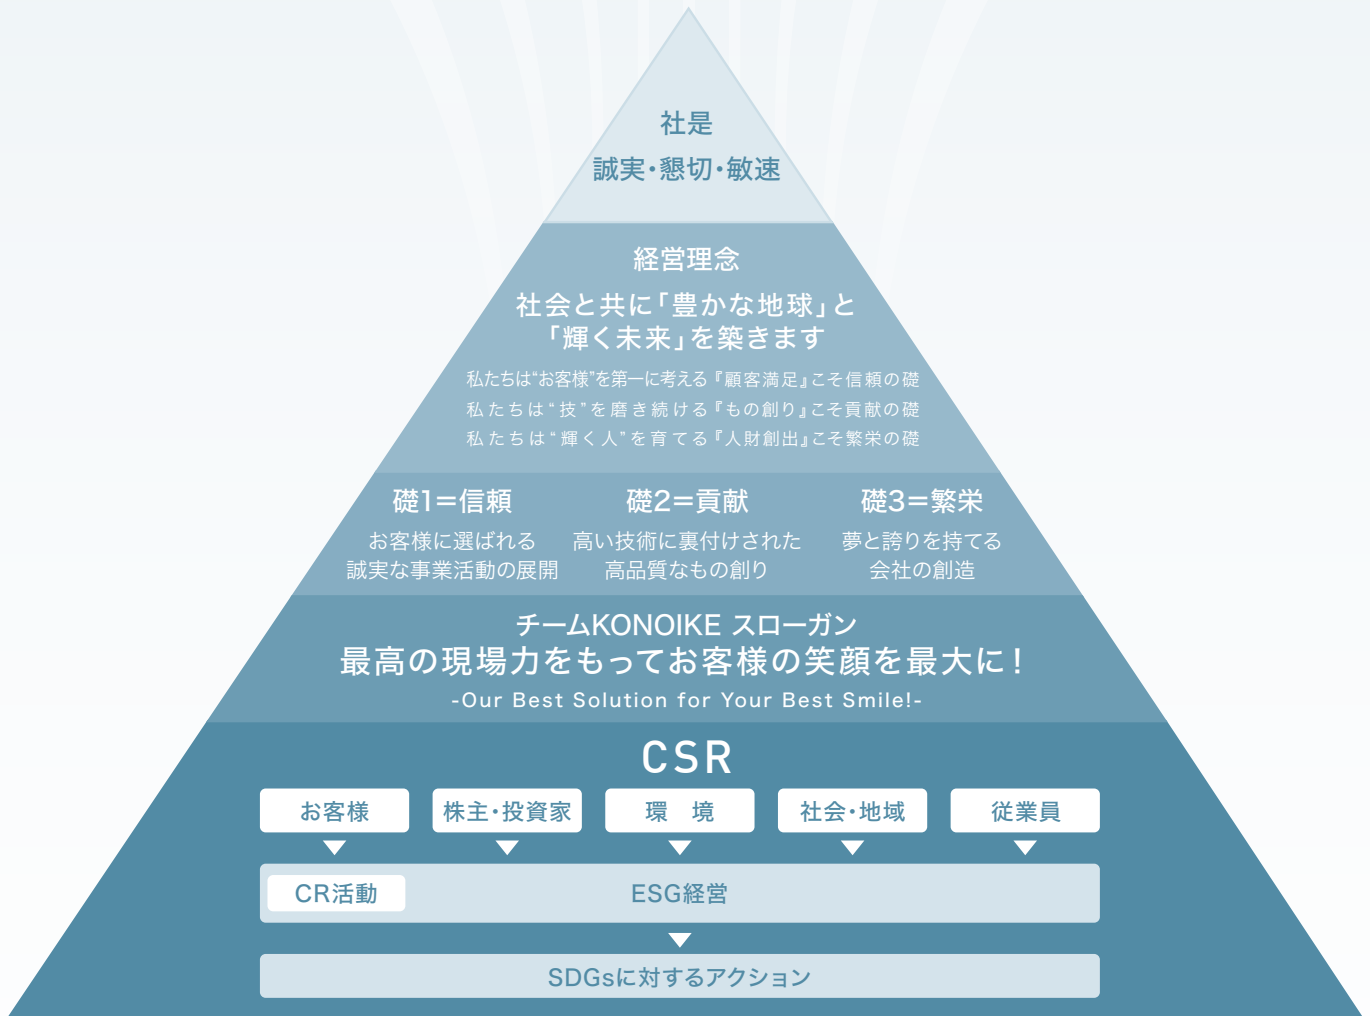 社是
誠実・懇切・敏速
経営理念
社会と共に「豊かな地球」と
「輝く未来」を築きます
私たちは“お客様”を第一に考える『顧客満足』こそ信頼の礎
私たちは“技”を磨き続ける『もの創り』こそ貢献の礎
私たちは“輝く人”を育てる『人財創出』こそ繁栄の礎
礎1=信頼
お客様に選ばれる
誠実な事業活動の展開
礎2=貢献
高い技術に裏付けされた
高品質なもの創り
礎3=繁栄
夢と誇りを持てる
会社の創造
チームKONOIKE スローガン
最高の現場力をもってお客様の笑顔を最大に！
-Our Best Solution for Your Best Smile!-
CSR
お客様
株主・投資家
環　境
社会・地域
従業員
CR活動
ESG経営
SDGsに対するアクション